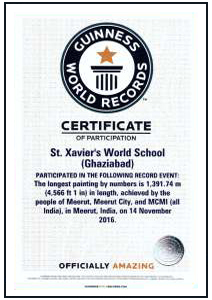 GUINNESS
WORLD RECORDS
CERTIFICATE
OF PARTICIPATION
St. Xavier's World School
(Ghaziabad)
PARTICIPATED IN THE FOLLOWING RECORD EVENT:
The longest painting by numbers is 1,391.74 m
(4,566 ft 1 in) in length, achieved by the
people of Meerut, Meerut City, and MCMI (all
India), in Meerut, India, on 14 November
2016.
OFFICIALLY AMAZING